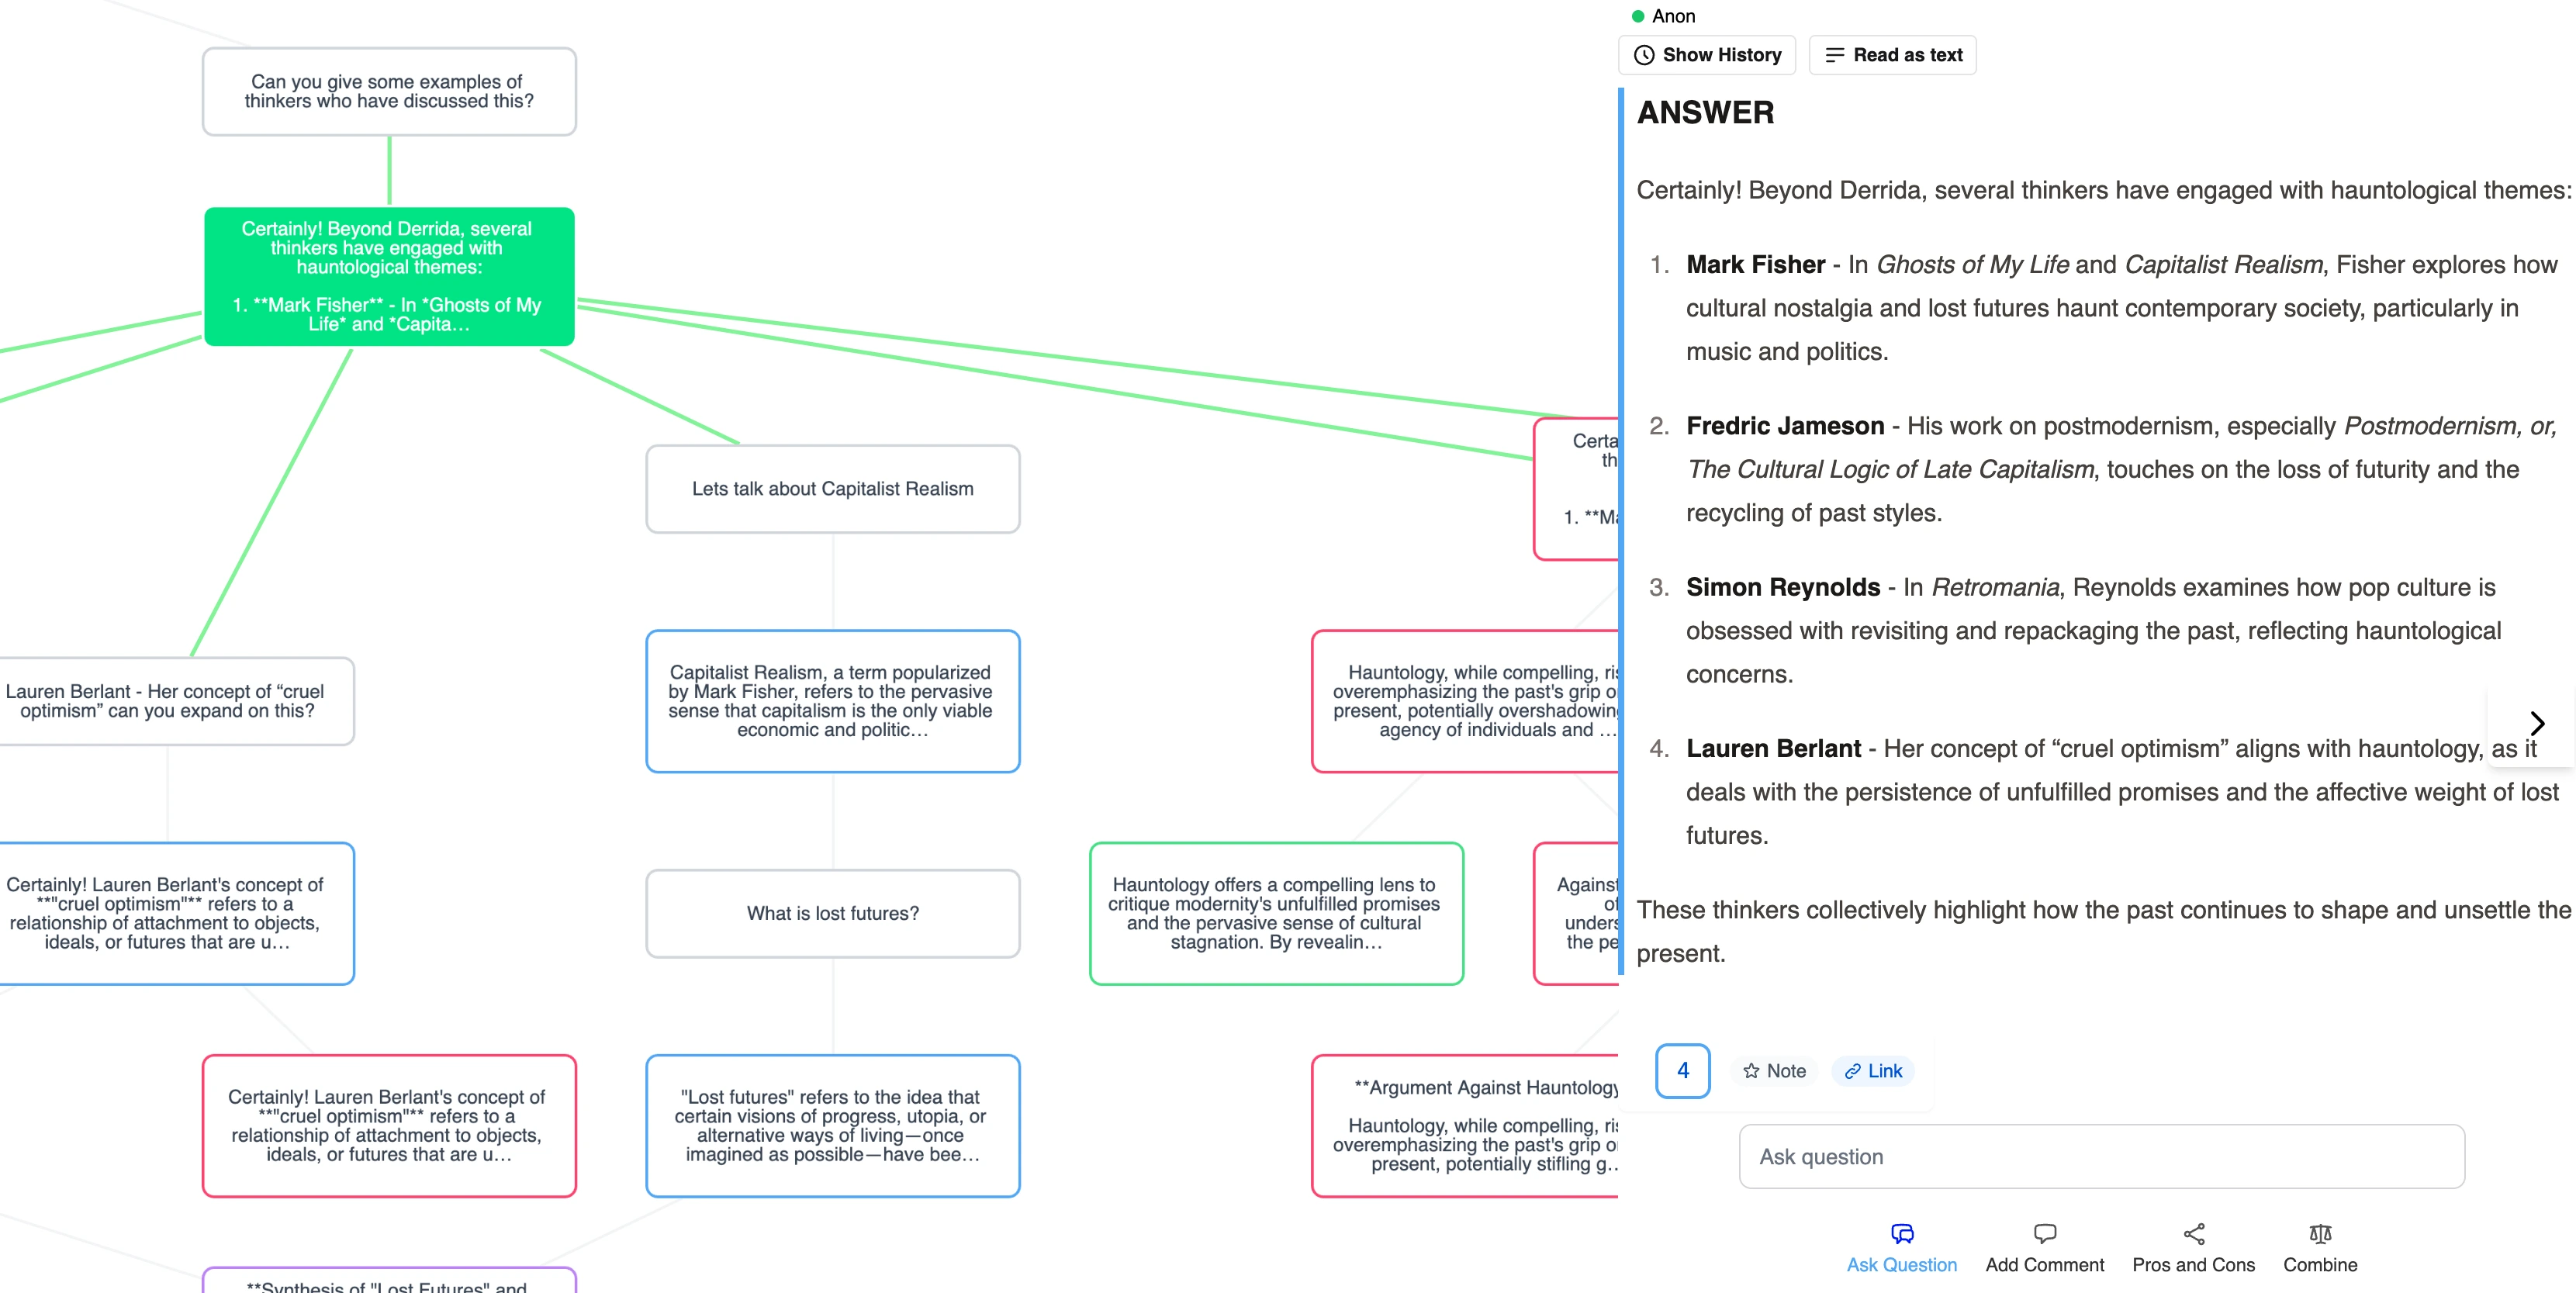 Can you give some examples of
thinkers who have discussed this?
Certainly! Beyond Derrida, several
thinkers have engaged with
hauntological themes:
1. **Mark Fisher** - In *Ghosts of My
Life* and *Capita…
Lets talk about Capitalist Realism
Certa
th
1. **Ma
Lauren Berlant - Her concept of “cruel
optimism” can you expand on this?
Capitalist Realism, a term popularized
by Mark Fisher, refers to the pervasive
sense that capitalism is the only viable
economic and politic…
Hauntology, while compelling, ris
overemphasizing the past's grip o
present, potentially overshadowing
agency of individuals and …
Certainly! Lauren Berlant's concept of
**"cruel optimism"** refers to a
relationship of attachment to objects,
ideals, or futures that are u…
What is lost futures?
Hauntology offers a compelling lens to
critique modernity's unfulfilled promises
and the pervasive sense of cultural
stagnation. By revealin…
Against
of
unders
the pe
Certainly! Lauren Berlant's concept of
**"cruel optimism"** refers to a
relationship of attachment to objects,
ideals, or futures that are u…
"Lost futures" refers to the idea that
certain visions of progress, utopia, or
alternative ways of living—once
imagined as possible—have bee…
**Argument Against Hauntology
Hauntology, while compelling, ris
overemphasizing the past's grip o
present, potentially stifling g…
**Synthesis of "Lost Futures" and
Anon
Show History
Read as text
ANSWER
Certainly! Beyond Derrida, several thinkers have engaged with hauntological themes:
1. Mark Fisher - In Ghosts of My Life and Capitalist Realism, Fisher explores how
cultural nostalgia and lost futures haunt contemporary society, particularly in
music and politics.
2. Fredric Jameson - His work on postmodernism, especially Postmodernism, or,
The Cultural Logic of Late Capitalism, touches on the loss of futurity and the
recycling of past styles.
3. Simon Reynolds - In Retromania, Reynolds examines how pop culture is
obsessed with revisiting and repackaging the past, reflecting hauntological
concerns.
4. Lauren Berlant - Her concept of “cruel optimism” aligns with hauntology, as it
deals with the persistence of unfulfilled promises and the affective weight of lost
futures.
These thinkers collectively highlight how the past continues to shape and unsettle the
present.
4
Note
Link
Ask question
Ask Question
Add Comment
Pros and Cons
Combine